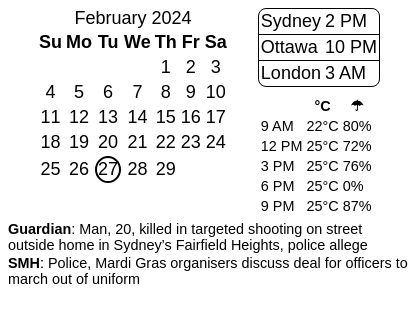 February 2024
Su Mo Tu We Th Fr Sa
1 2 3
4 5 6 7 8 9 10
11 12 13 14 15 16 17
18 19 20 21 22 23 24
25 26 27 28 29
Sydney 2 PM
Ottawa 10 PM
London 3 AM
°C ☂
9 AM 22°C 80%
12 PM 25°C 72%
3 PM 25°C 76%
6 PM 25°C 0%
9 PM 25°C 87%
Guardian: Man, 20, killed in targeted shooting on street
outside home in Sydney's Fairfield Heights, police allege
SMH: Police, Mardi Gras organisers discuss deal for officers to
march out of uniform